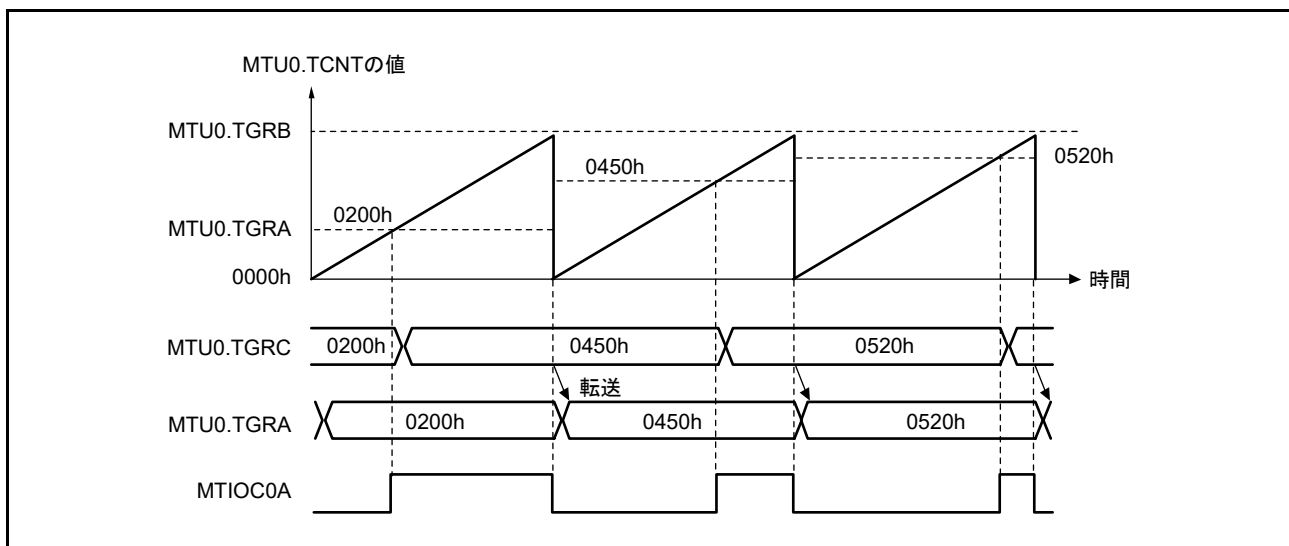 MTU0.TCNTの値
MTU0.TGRB
0520h
0450h
MTU0.TGRA
0200h
0000h
時間
MTU0.TGRC
0200h
0450h
0520h
転送
MTU0.TGRA
0200h
0450h
0520h
MTIOC0A